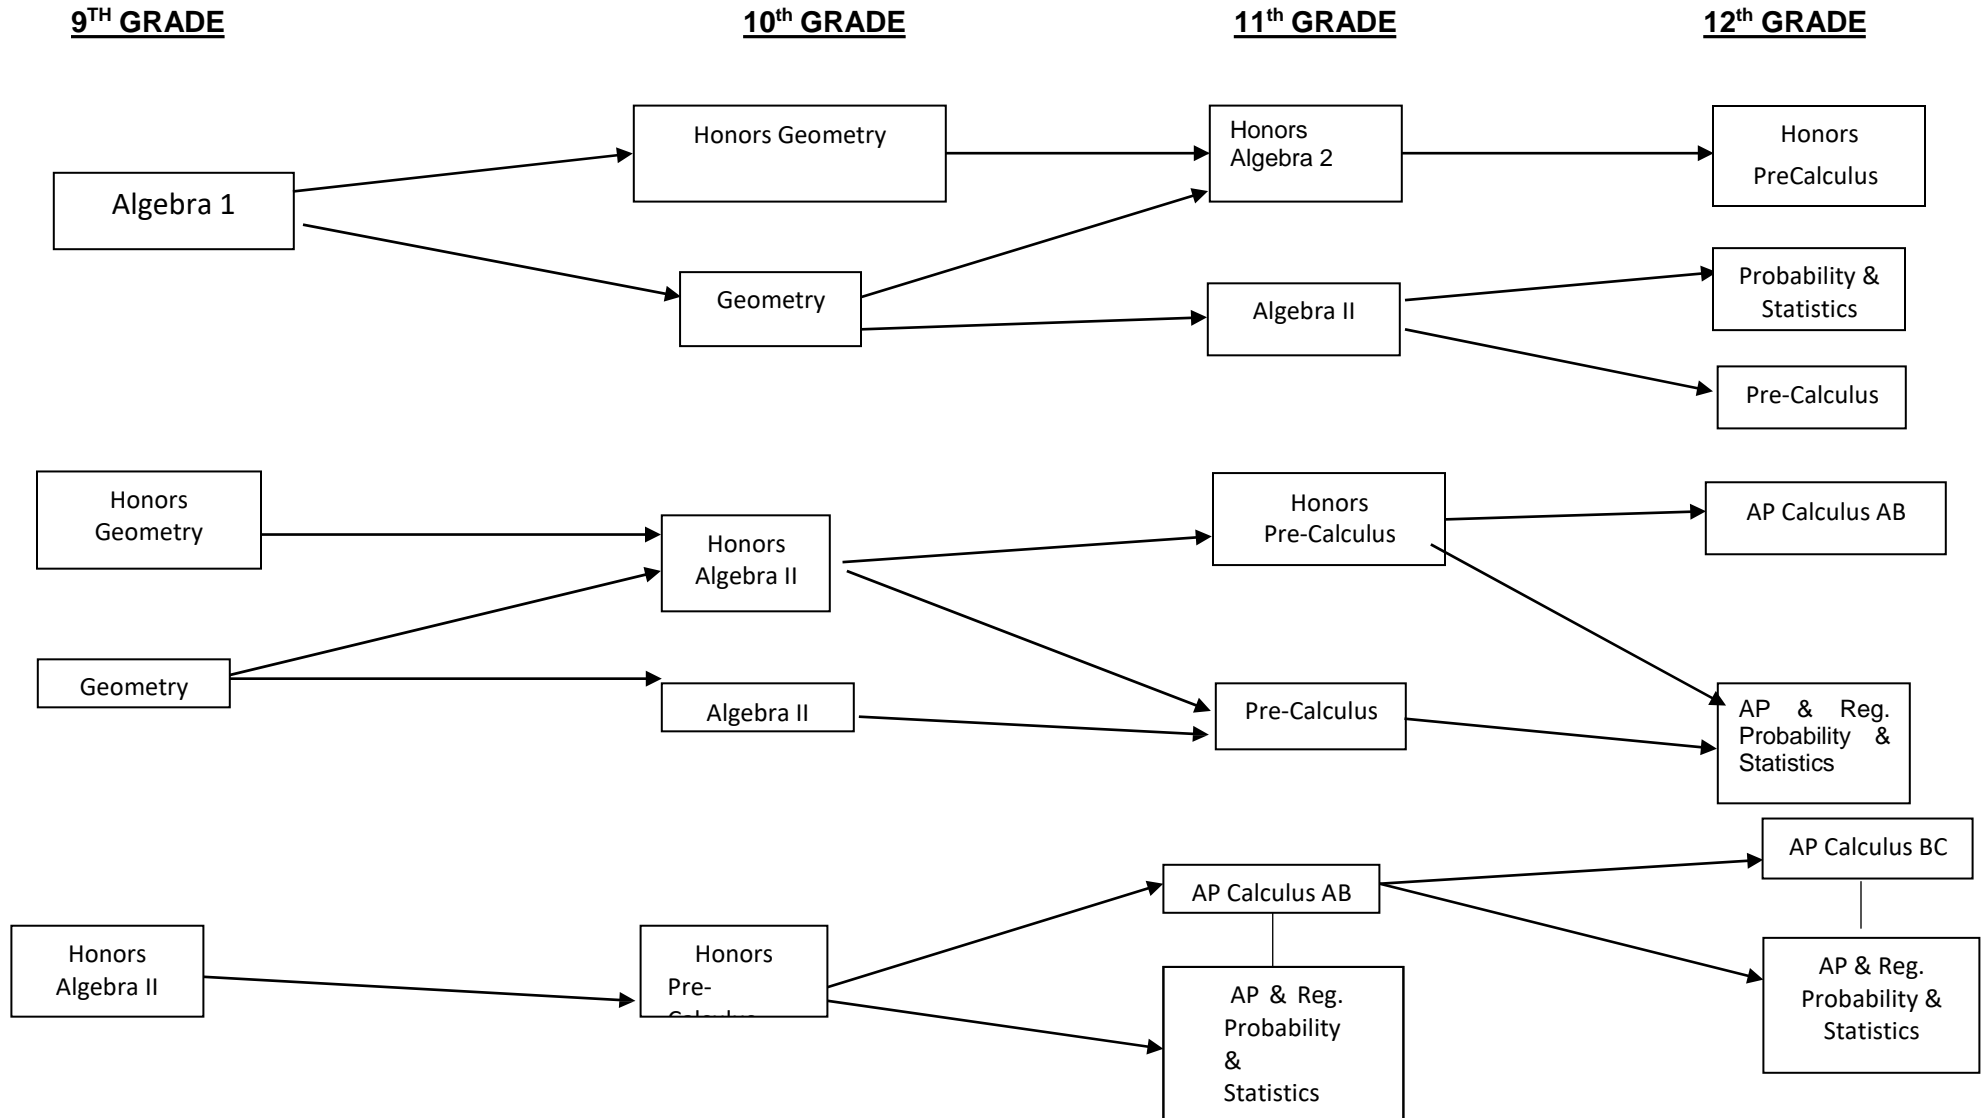 9TH GRADE
10th GRADE
11th GRADE
12th GRADE
Algebra 1
Honors Geometry
Geometry
Honors
Algebra 2
Algebra II
Honors
PreCalculus
Probability &
Statistics
Pre-Calculus
Honors
Geometry
Geometry
Honors
Algebra II
Algebra II
Honors
Pre-Calculus
Pre-Calculus
AP Calculus AB
AP & Reg.
Probability &
Statistics
Honors
Algebra II
Honors
Pre-
AP Calculus AB
AP & Reg.
Probability
&
Statistics
AP Calculus BC
AP & Reg.
Probability &
Statistics